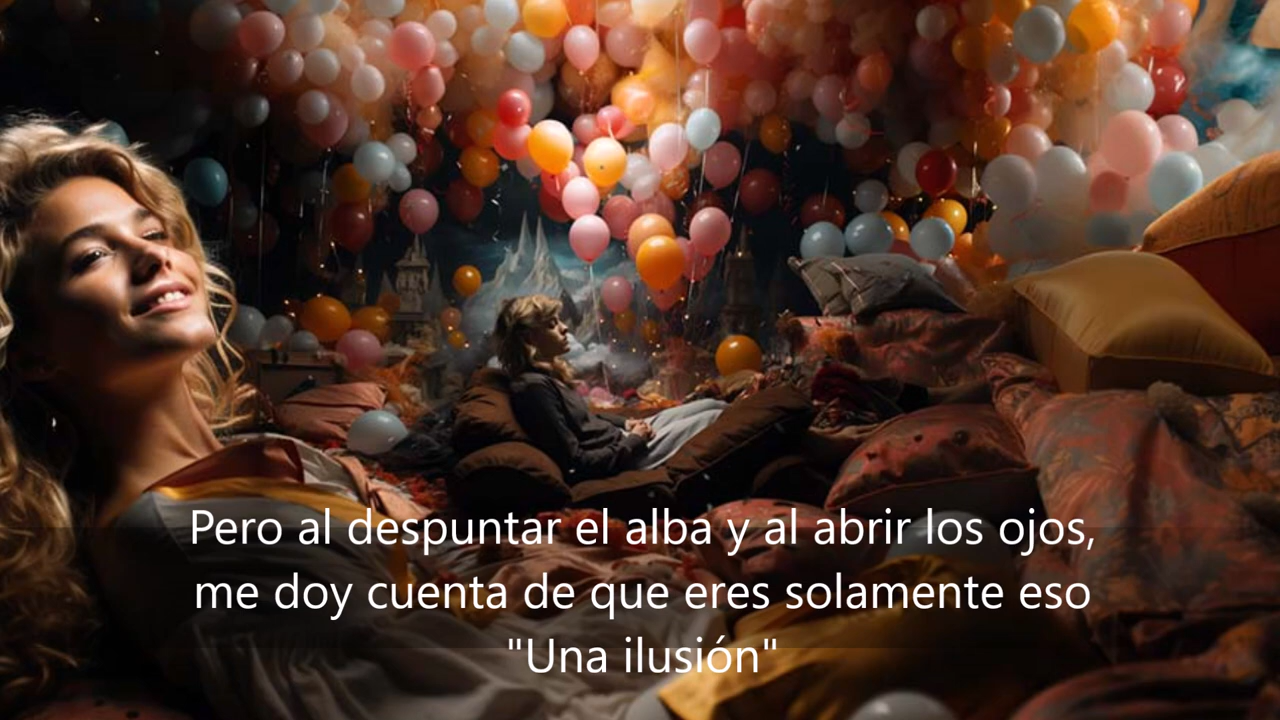 Pero al despuntar el alba y al abrir los ojos,
me doy cuenta de que eres solamente eso
"Una ilusión"